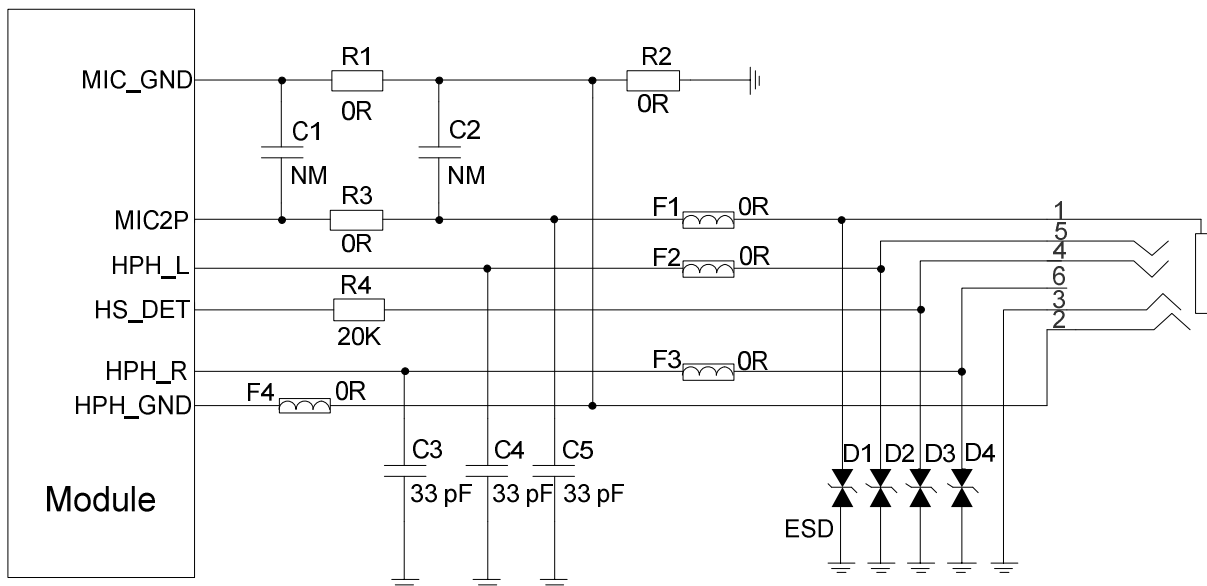 MIC_GND
R1
0R
R2
0R
C1
NM
C2
NM
MIC2P
R3
0R
F1
0R
1
HPH_L
F2
0R
5
4
HS_DET
R4
20K
6
3
2
HPH_R
F3
0R
HPH_GND
F4
0R
C3
33 pF
C4
33 pF
C5
33 pF
D1
D2
D3
D4
ESD
Module